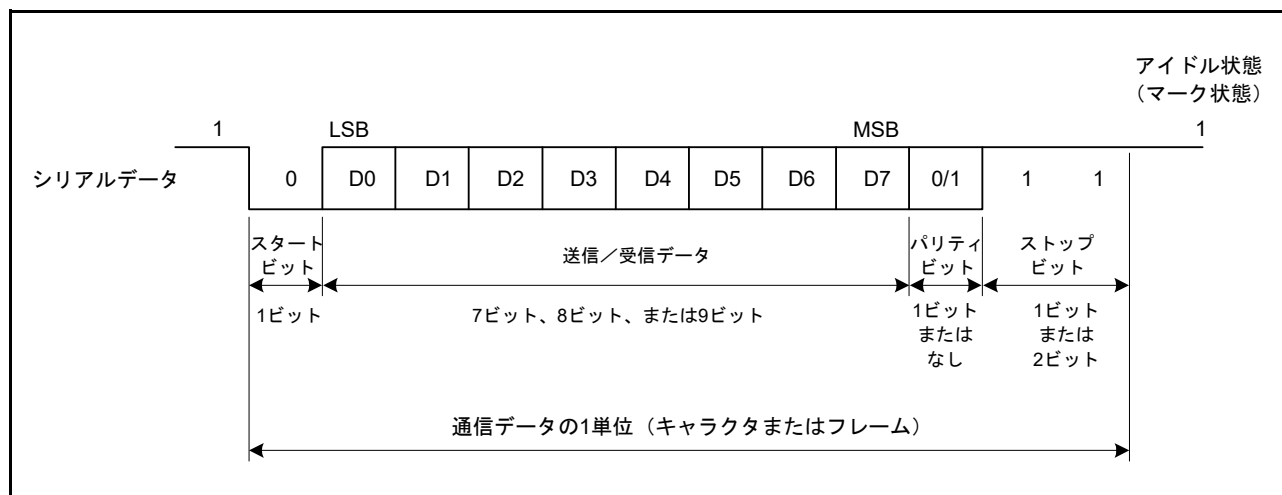 アイドル状態
（マーク状態）
1 LSB MSB 1
シリアルデータ 0 D0 D1 D2 D3 D4 D5 D6 D7 0/1 1 1
スタート
ビット
送信／受信データ
パリティ
ビット
ストップ
ビット
1ビット
7ビット、8ビット、または9ビット
1ビット
または
なし
1ビット
または
2ビット
通信データの1単位（キャラクタまたはフレーム）